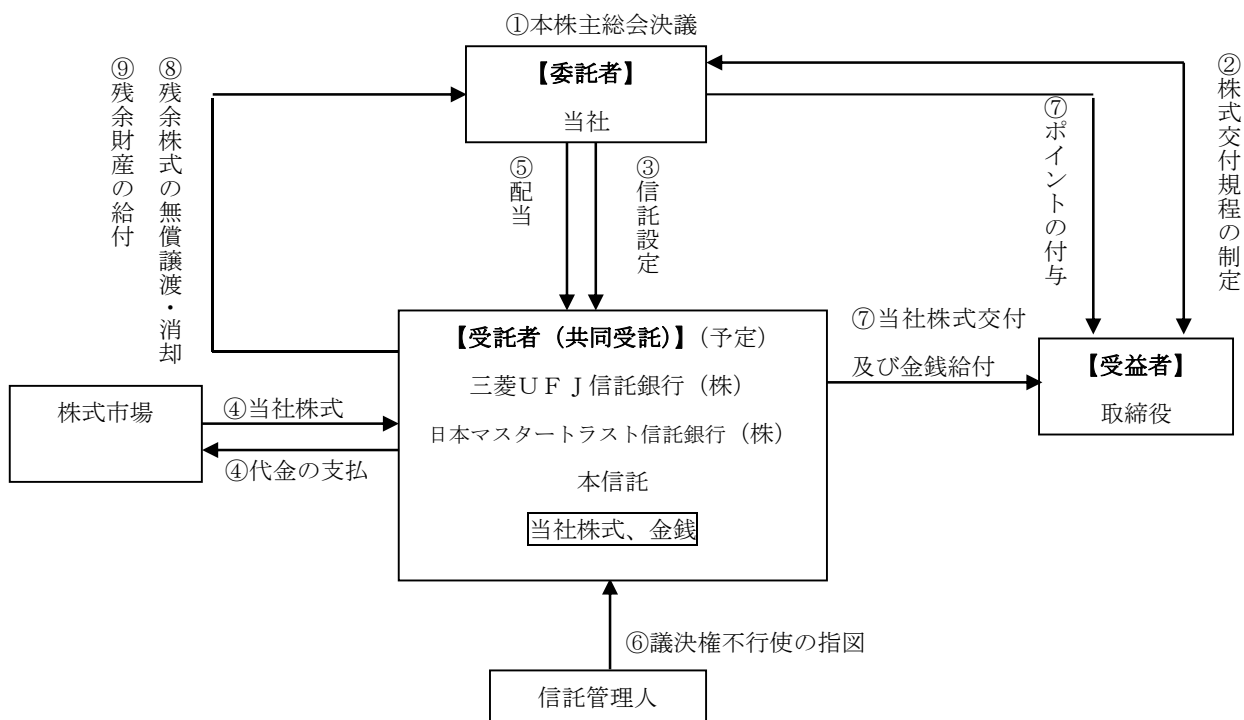 ①本株主総会決議
【委託者】
当社
⑨残余財産の給付
⑧残余株式の無償譲渡・消却
⑤配当
③信託設定
⑦ポイントの付与
②株式交付規程の制定
【受託者（共同受託）】（予定）
三菱ＵＦＪ信託銀行（株）
日本マスタートラスト信託銀行（株）
本信託
当社株式、金銭
⑦当社株式交付
及び金銭給付
【受益者】
取締役
株式市場
④当社株式
④代金の支払
⑥議決権不行使の指図
信託管理人